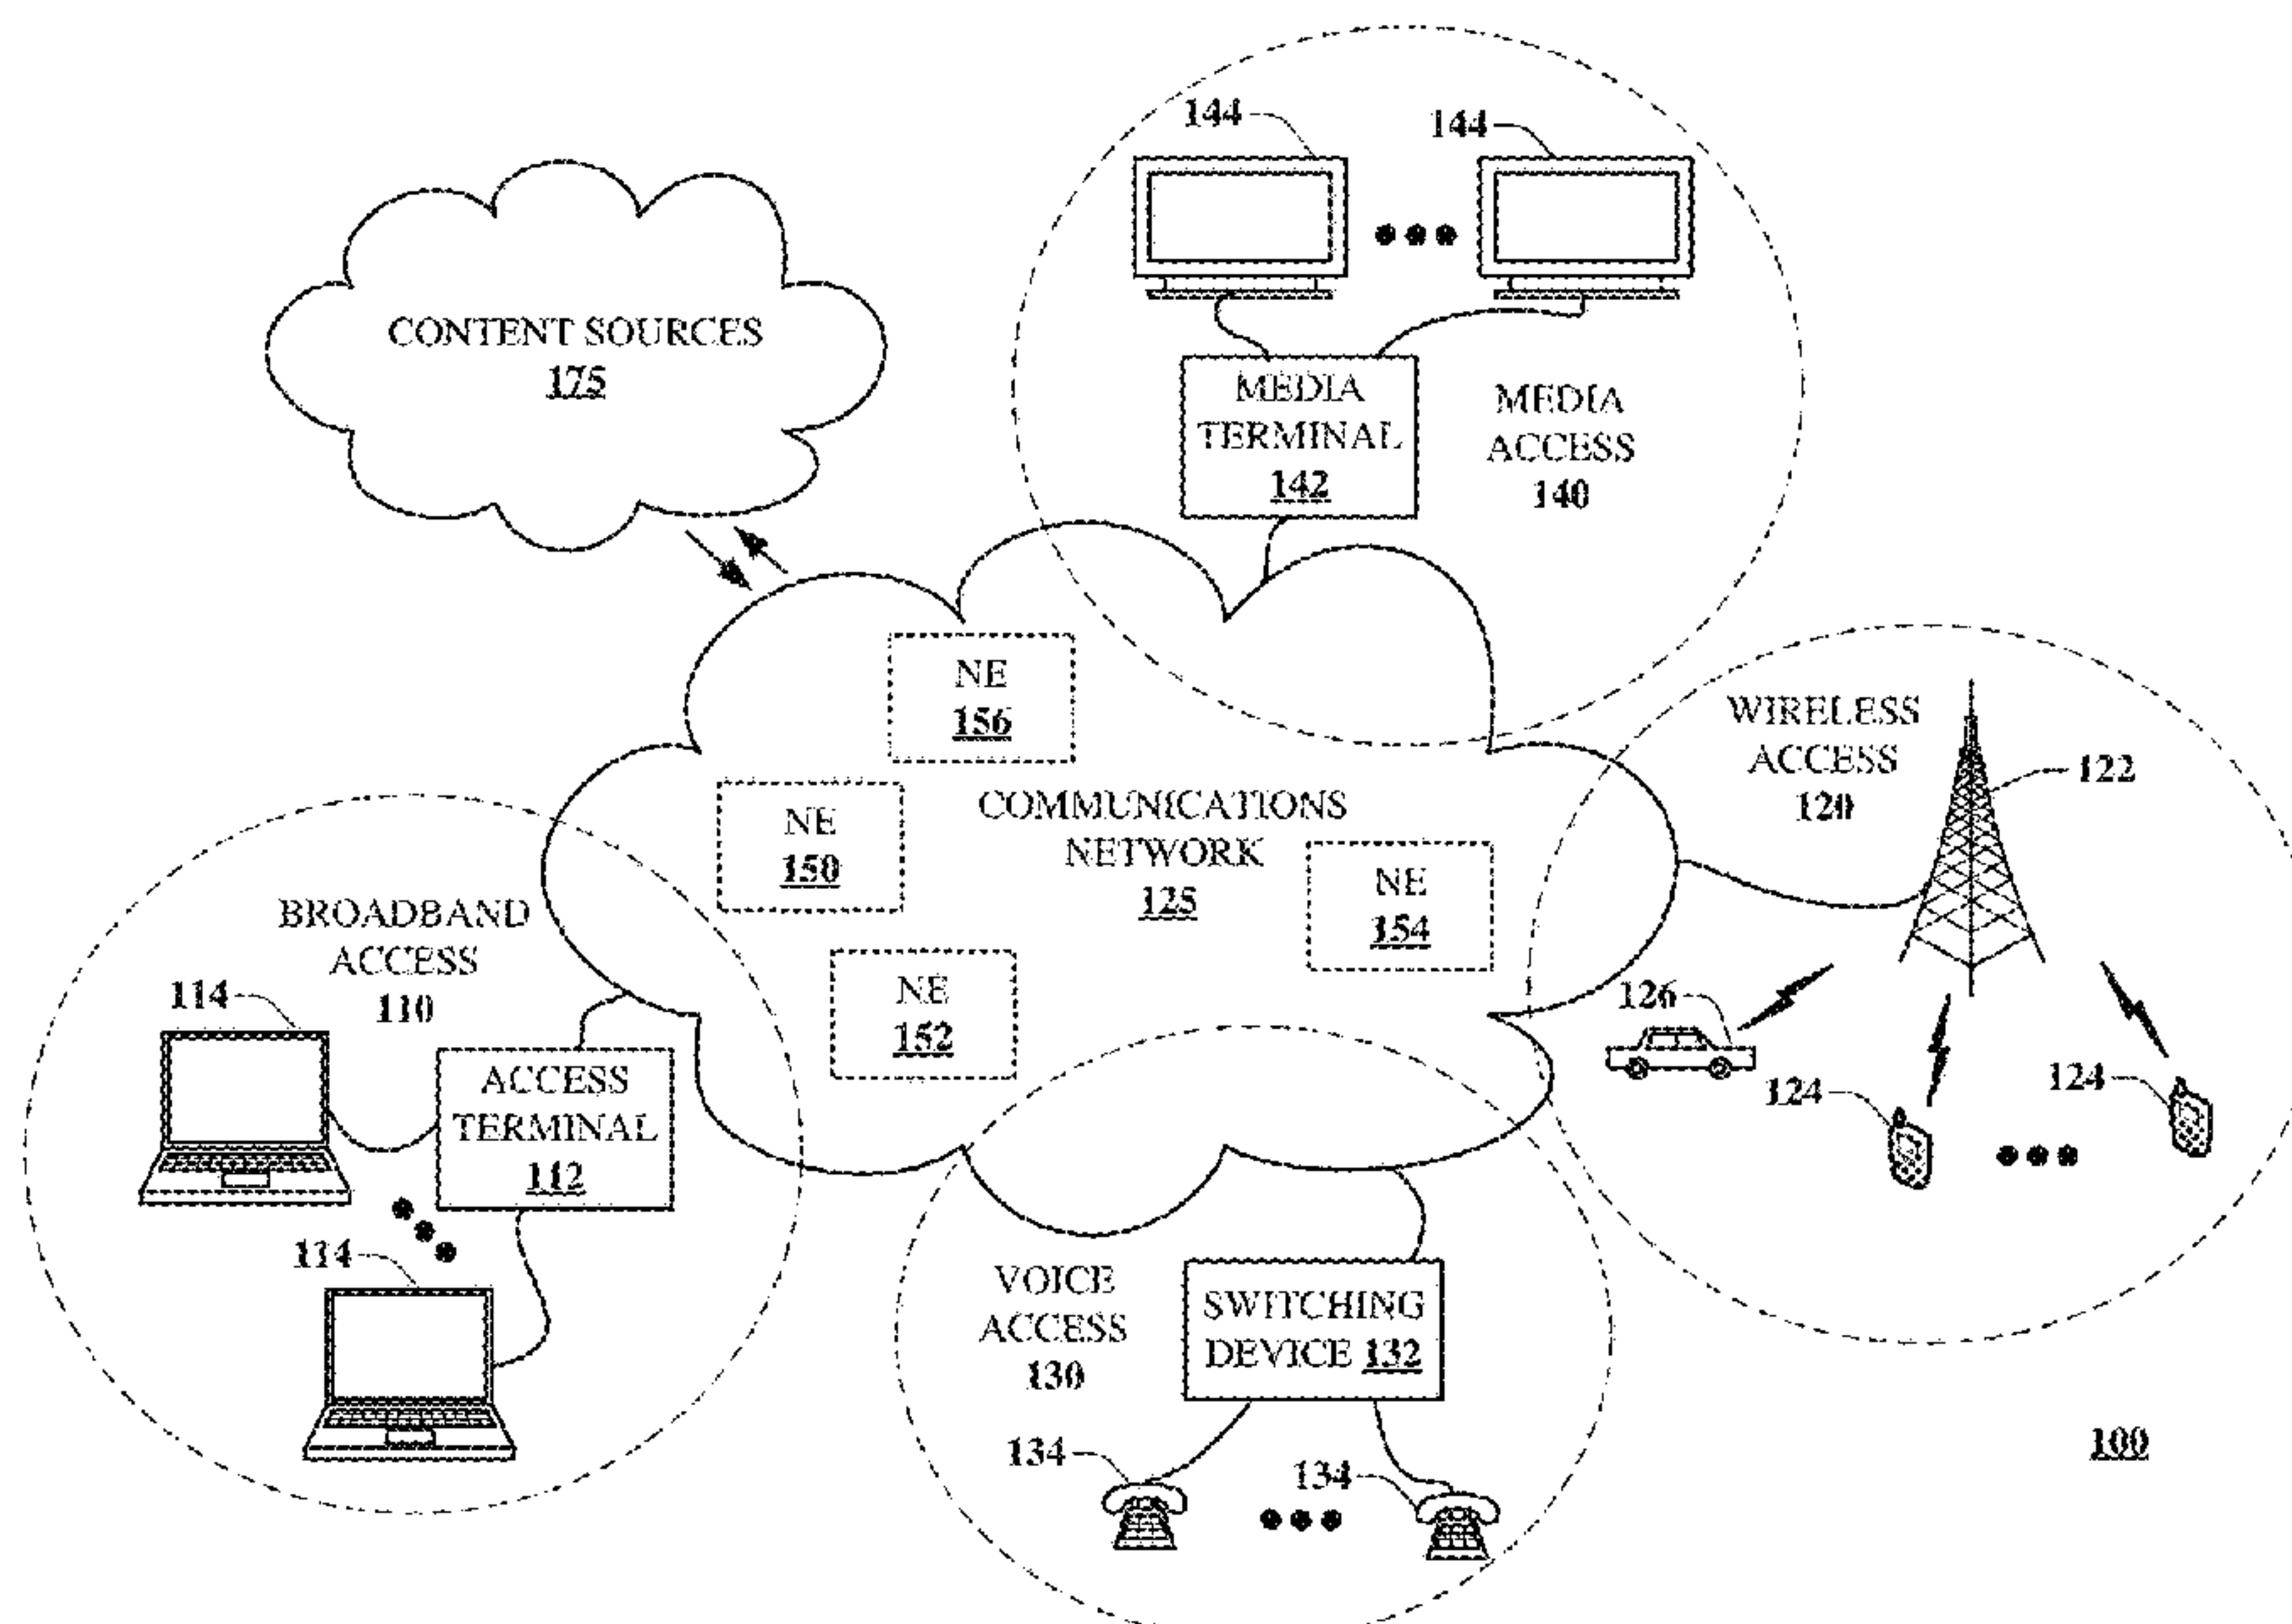 144
144
CONTENT SOURCES
175
MEDIA
TERMINAL
142
MEDIA
ACCESS
140
NE
156
WIRELESS
ACCESS
120
122
NE
150
COMMUNICATIONS
NETWORK
125
NE
154
BROADBAND
ACCESS
110
NE
152
114
126
ACCESS
TERMINAL
112
124
124
114
VOICE
ACCESS
130
SWITCHING
DEVICE 132
134
134
100